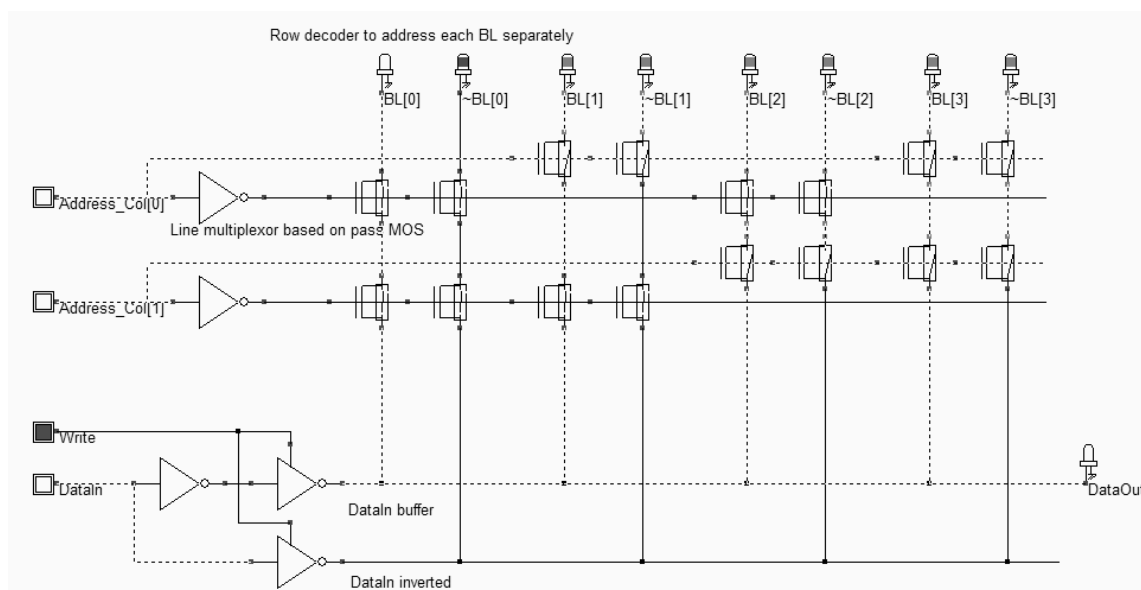 Row decoder to address each BL separately
BL[0]
~BL[0]
BL[1]
~BL[1]
BL[2]
~BL[2]
BL[3]
~BL[3]
Address_Col[0]
Line multiplexor based on pass MOS
Address_Col[1]
Write
DataIn
DataIn buffer
DataOut
DataIn inverted